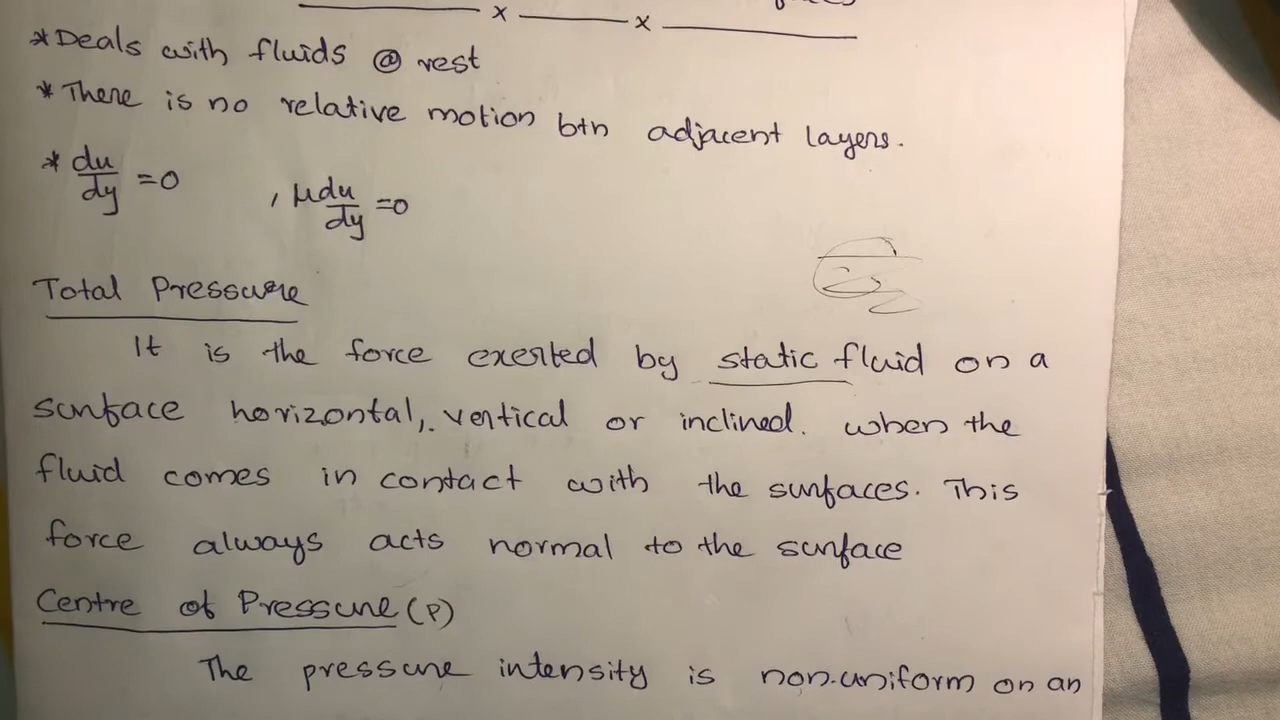 *Deals with fluids @ rest
*There is no relative motion btn adjacent layers.
* du/dy = 0 , μ du/dy = 0
Total Pressure
It is the force exerted by static fluid on a
surface horizontal, vertical or inclined. when the
fluid comes in contact with the surfaces. This
force always acts normal to the surface
Centre of Pressure (P)
The pressure intensity is non-uniform on an